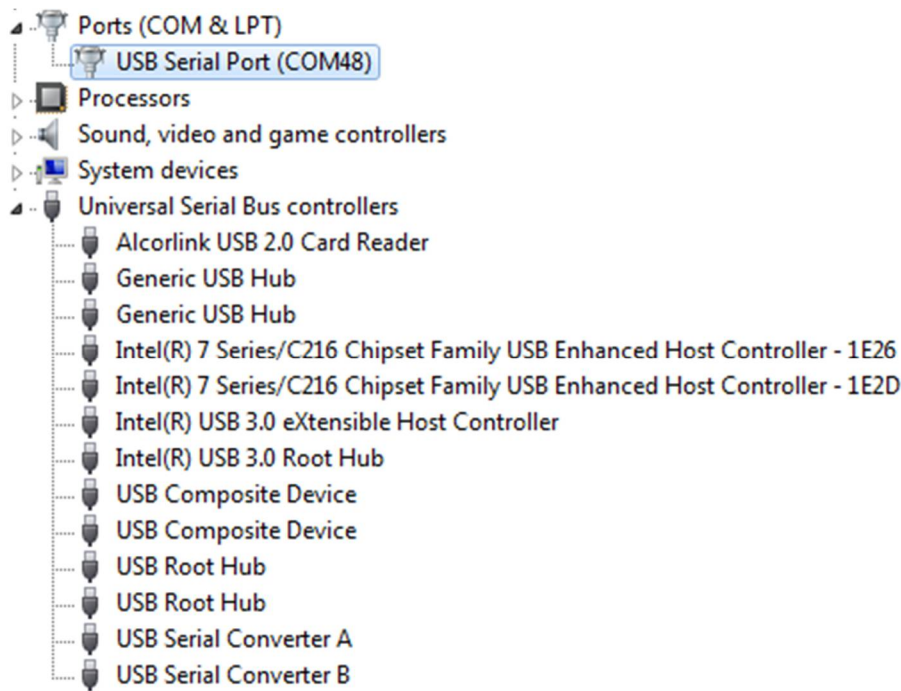 Ports (COM & LPT)
USB Serial Port (COM48)
Processors
Sound, video and game controllers
System devices
Universal Serial Bus controllers
Alcorlink USB 2.0 Card Reader
Generic USB Hub
Generic USB Hub
Intel(R) 7 Series/C216 Chipset Family USB Enhanced Host Controller - 1E26
Intel(R) 7 Series/C216 Chipset Family USB Enhanced Host Controller - 1E2D
Intel(R) USB 3.0 eXtensible Host Controller
Intel(R) USB 3.0 Root Hub
USB Composite Device
USB Composite Device
USB Root Hub
USB Root Hub
USB Serial Converter A
USB Serial Converter B